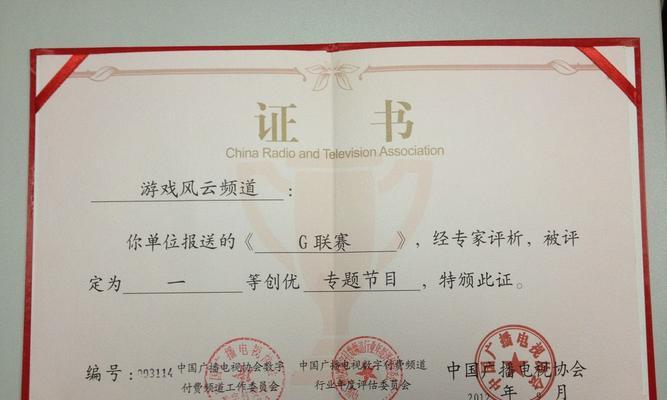 证 书
China Radio and Television Association
游戏风云频道：
你单位报送的《 G 联赛 》，经专家评析，被评
定为 一 等创优 专题节目 ，特颁此证。
编号：093114 中国广播电视协会数字 中国广播电视数字付费频道 中国广播电视协会
付费频道工作委员会 行业年度评估委员会 2012 年 月